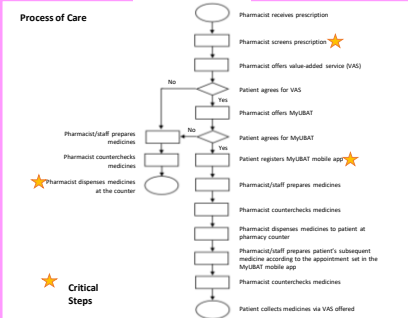 Process of Care
Pharmacist receives prescription
Pharmacist screens prescription
Pharmacist offers value-added service (VAS)
No
Patient agrees for VAS
Yes
Pharmacist offers MyUBAT
No
Patient agrees for MyUBAT
Yes
Pharmacist/staff prepares
medicines
Pharmacist counterchecks
medicines
Pharmacist dispenses medicines
at the counter
Patient registers MyUBAT mobile app
Pharmacist/staff prepares medicines
Pharmacist counterchecks medicines
Pharmacist dispenses medicines to patient at
pharmacy counter
Pharmacist/staff prepares patient's subsequent
medicine according to the appointment set in the
MyUBAT mobile app
Pharmacist counterchecks medicines
Patient collects medicines via VAS offered
Critical
Steps